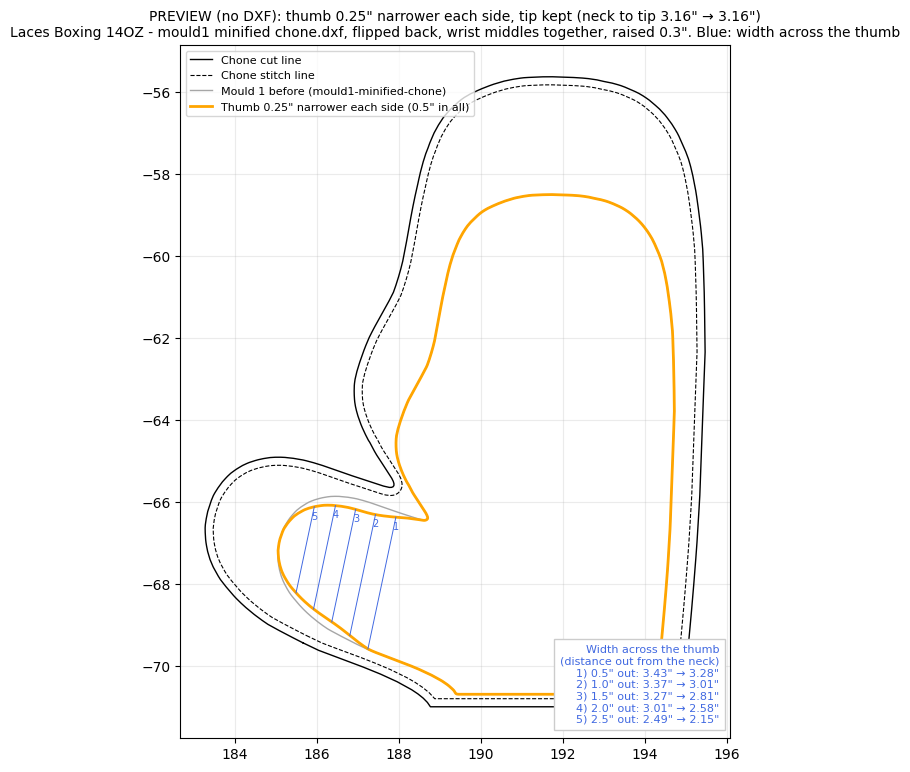 PREVIEW (no DXF): thumb 0.25" narrower each side, tip kept (neck to tip 3.16" → 3.16")
Laces Boxing 14OZ - mould1 minified chone.dxf, flipped back, wrist middles together, raised 0.3". Blue: width across the thumb
Chone cut line
Chone stitch line
Mould 1 before (mould1-minified-chone)
Thumb 0.25" narrower each side (0.5" in all)
−56
−58
−60
−62
−64
−66
−68
−70
5
4
3
2
1
Width across the thumb
(distance out from the neck)
1) 0.5" out: 3.43" → 3.28"
2) 1.0" out: 3.37" → 3.01"
3) 1.5" out: 3.27" → 2.81"
4) 2.0" out: 3.01" → 2.58"
5) 2.5" out: 2.49" → 2.15"
184
186
188
190
192
194
196